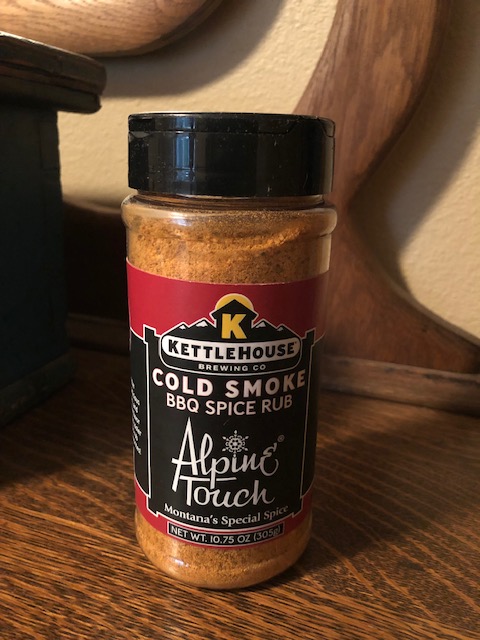 K
KETTLEHOUSE
BREWING CO
COLD SMOKE
BBQ SPICE RUB
Alpine®
Touch
Montana's Special Spice
NET WT. 10.75 OZ (305g)